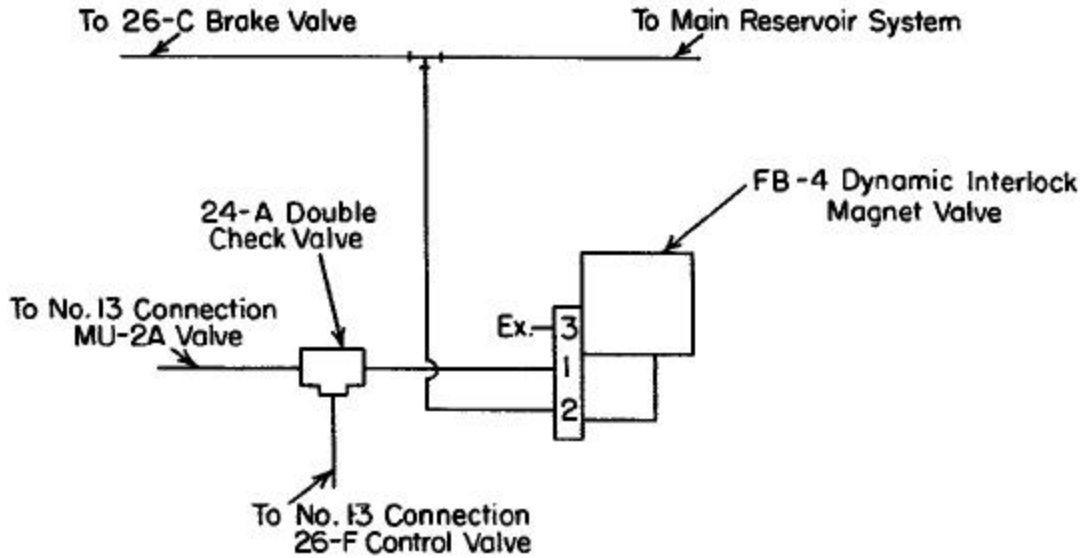 To 26-C Brake Valve
To Main Reservoir System
FB-4 Dynamic Interlock
Magnet Valve
24-A Double
Check Valve
To No. 13 Connection
MU-2A Valve
Ex.
3
1
2
To No. 13 Connection
26-F Control Valve